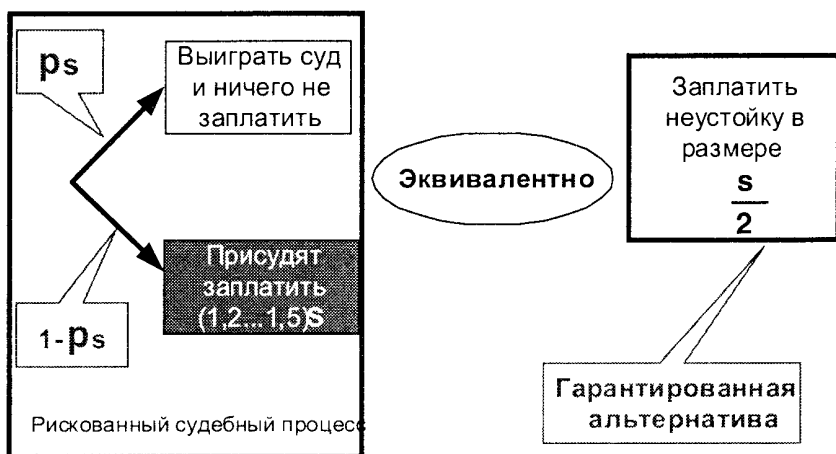 ps
Выиграть суд
и ничего не
заплатить
1-ps
Присудят
заплатить
(1,2...1,5)s
Рискованный судебный процесс
Эквивалентно
Заплатить
неустойку в
размере
s
2
Гарантированная
альтернатива